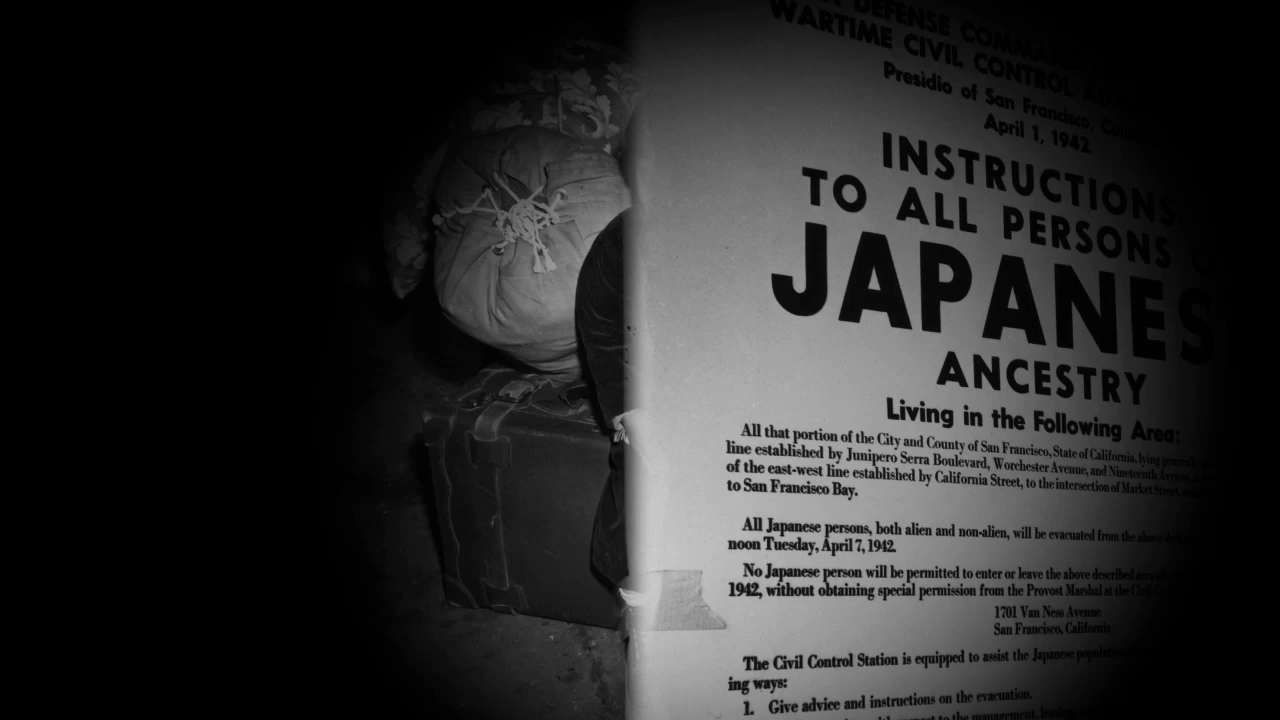 DEFENSE COMMAND
WARTIME CIVIL CONTROL
Presidio of San Francisco,
April 1, 1942
INSTRUCTIONS
TO ALL PERSONS
JAPANES
ANCESTRY
Living in the Following Area:
All that portion of the City and County of San Francisco, State of California, lying
line established by Junipero Serra Boulevard, Worchester Avenue, and Nineteenth Avenue,
of the east-west line established by California Street, to the intersection of Market Street,
to San Francisco Bay.
All Japanese persons, both alien and non-alien, will be evacuated from the above
noon Tuesday, April 7, 1942.
No Japanese person will be permitted to enter or leave the above described
1942, without obtaining special permission from the Provost Marshal at the
1701 Van Ness Avenue
San Francisco, California
The Civil Control Station is equipped to assist the Japanese
ing ways:
1. Give advice and instructions on the evacuation.